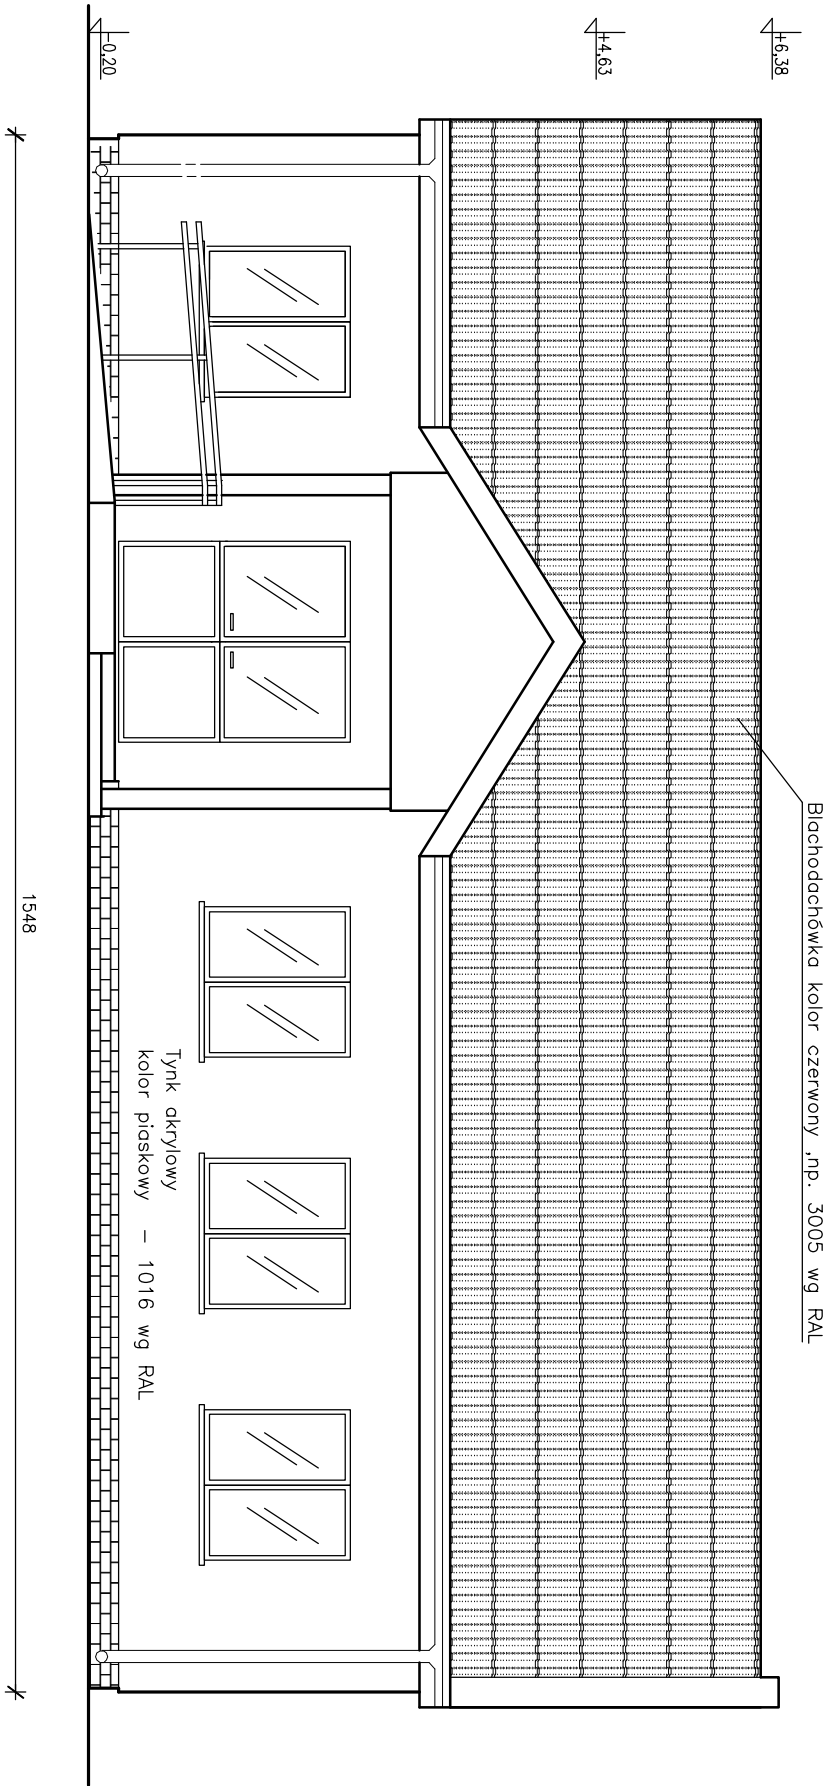 +6,38
+4,63
-0,20
Blachodachówka kolor czerwony ,np. 3005 wg RAL
Tynk akrylowy
kolor piaskowy - 1016 wg RAL
1548